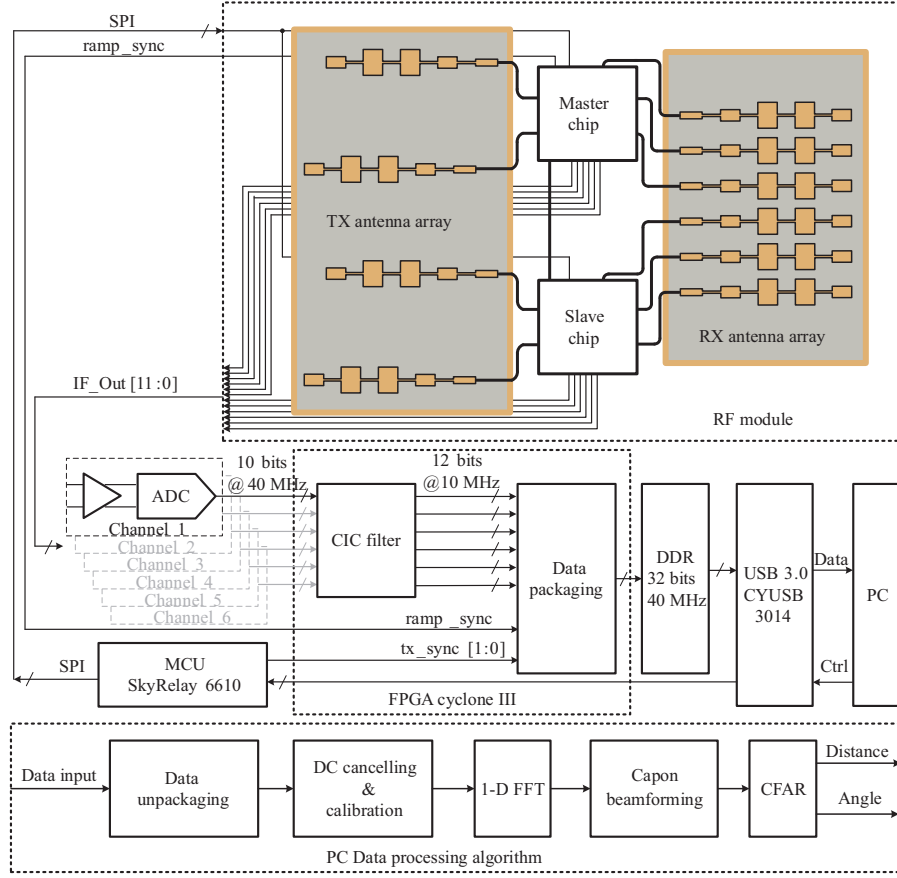 SPI
ramp_sync
Master
chip
TX antenna array
Slave
chip
RX antenna array
IF_Out [11:0]
RF module
10 bits
@ 40 MHz
12 bits
@10 MHz
ADC
Channel 1
Channel 2
Channel 3
Channel 4
Channel 5
Channel 6
CIC filter
Data
packaging
DDR
32 bits
40 MHz
USB 3.0
CYUSB
3014
Data
PC
Ctrl
ramp_sync
tx_sync [1:0]
SPI
MCU
SkyRelay 6610
FPGA cyclone III
Data input
Data
unpackaging
DC cancelling
&
calibration
1-D FFT
Capon
beamforming
CFAR
Distance
Angle
PC Data processing algorithm